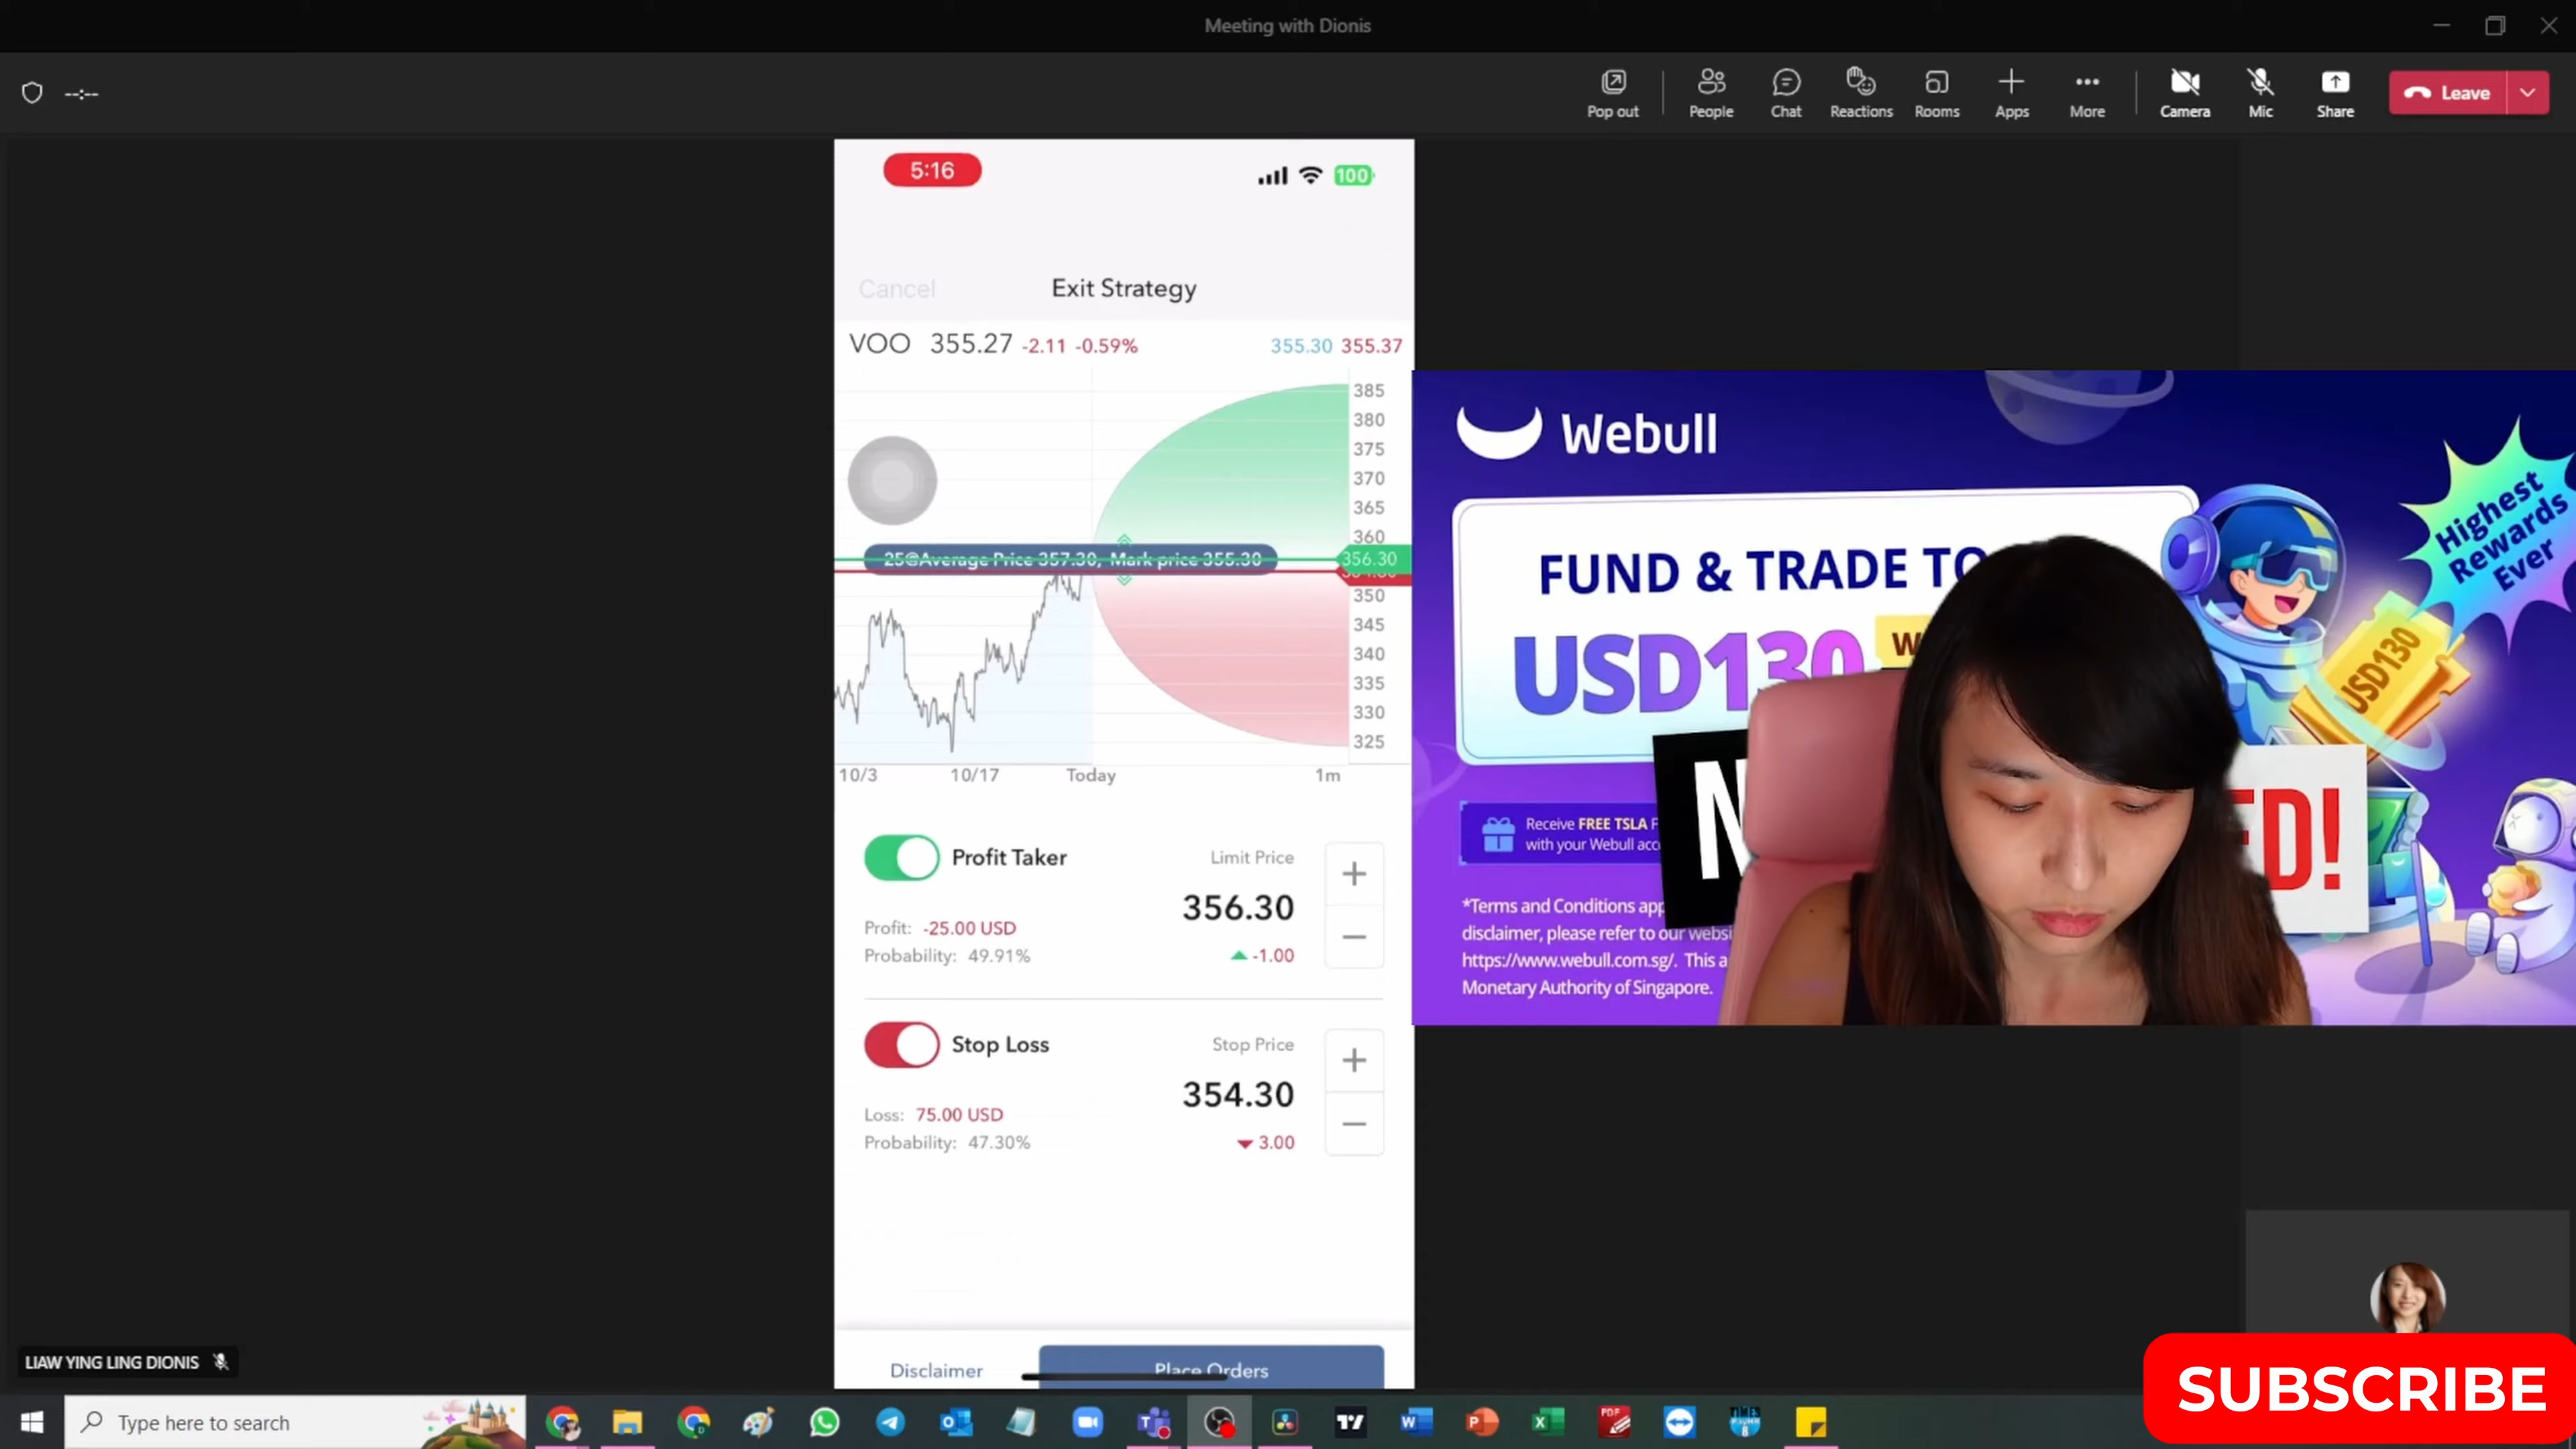 Meeting with Dionis
--:--
Pop out
People
Chat
Reactions
Rooms
Apps
More
Camera
Mic
Share
Leave
5:16
100
Cancel
Exit Strategy
VOO 355.27 -2.11 -0.59% 355.30 355.37
385
380
375
370
365
360
25@Average Price 357.30, Mark price 355.30
356.30
350
345
340
335
330
325
10/3 10/17 Today 1m
Profit Taker
Limit Price
356.30
Profit: -25.00 USD
Probability: 49.91%
-1.00
Stop Loss
Stop Price
354.30
Loss: 75.00 USD
Probability: 47.30%
3.00
Disclaimer
Place Orders
Webull
Highest
Rewards
Ever
FUND & TRADE TO
USD130
USD130
Receive FREE TSLA
with your Webull
*Terms and Conditions
disclaimer, please refer to our
https://www.webull.com.sg/. This
Monetary Authority of Singapore.
LIAW YING LING DIONIS
SUBSCRIBE
Type here to search